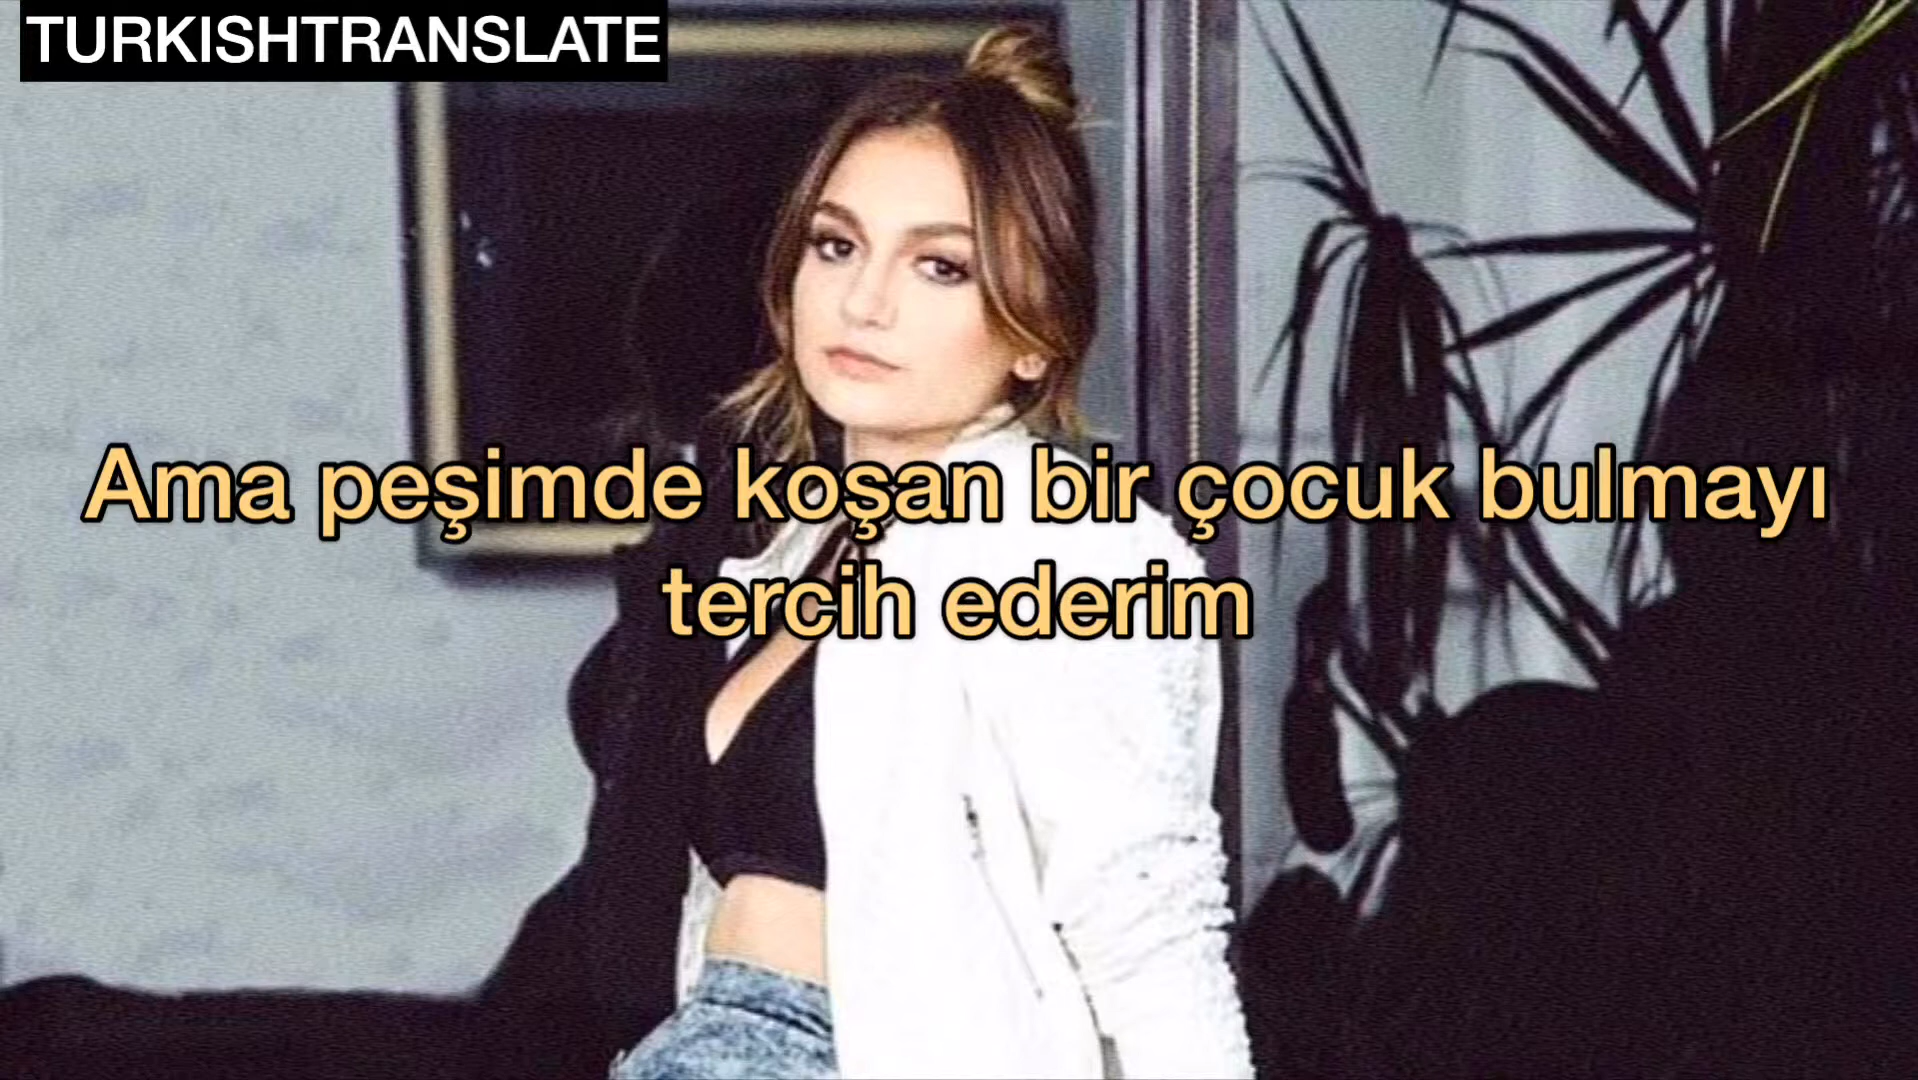 TURKISHTRANSLATE
Ama peşimde koşan bir çocuk bulmayı
tercih ederim